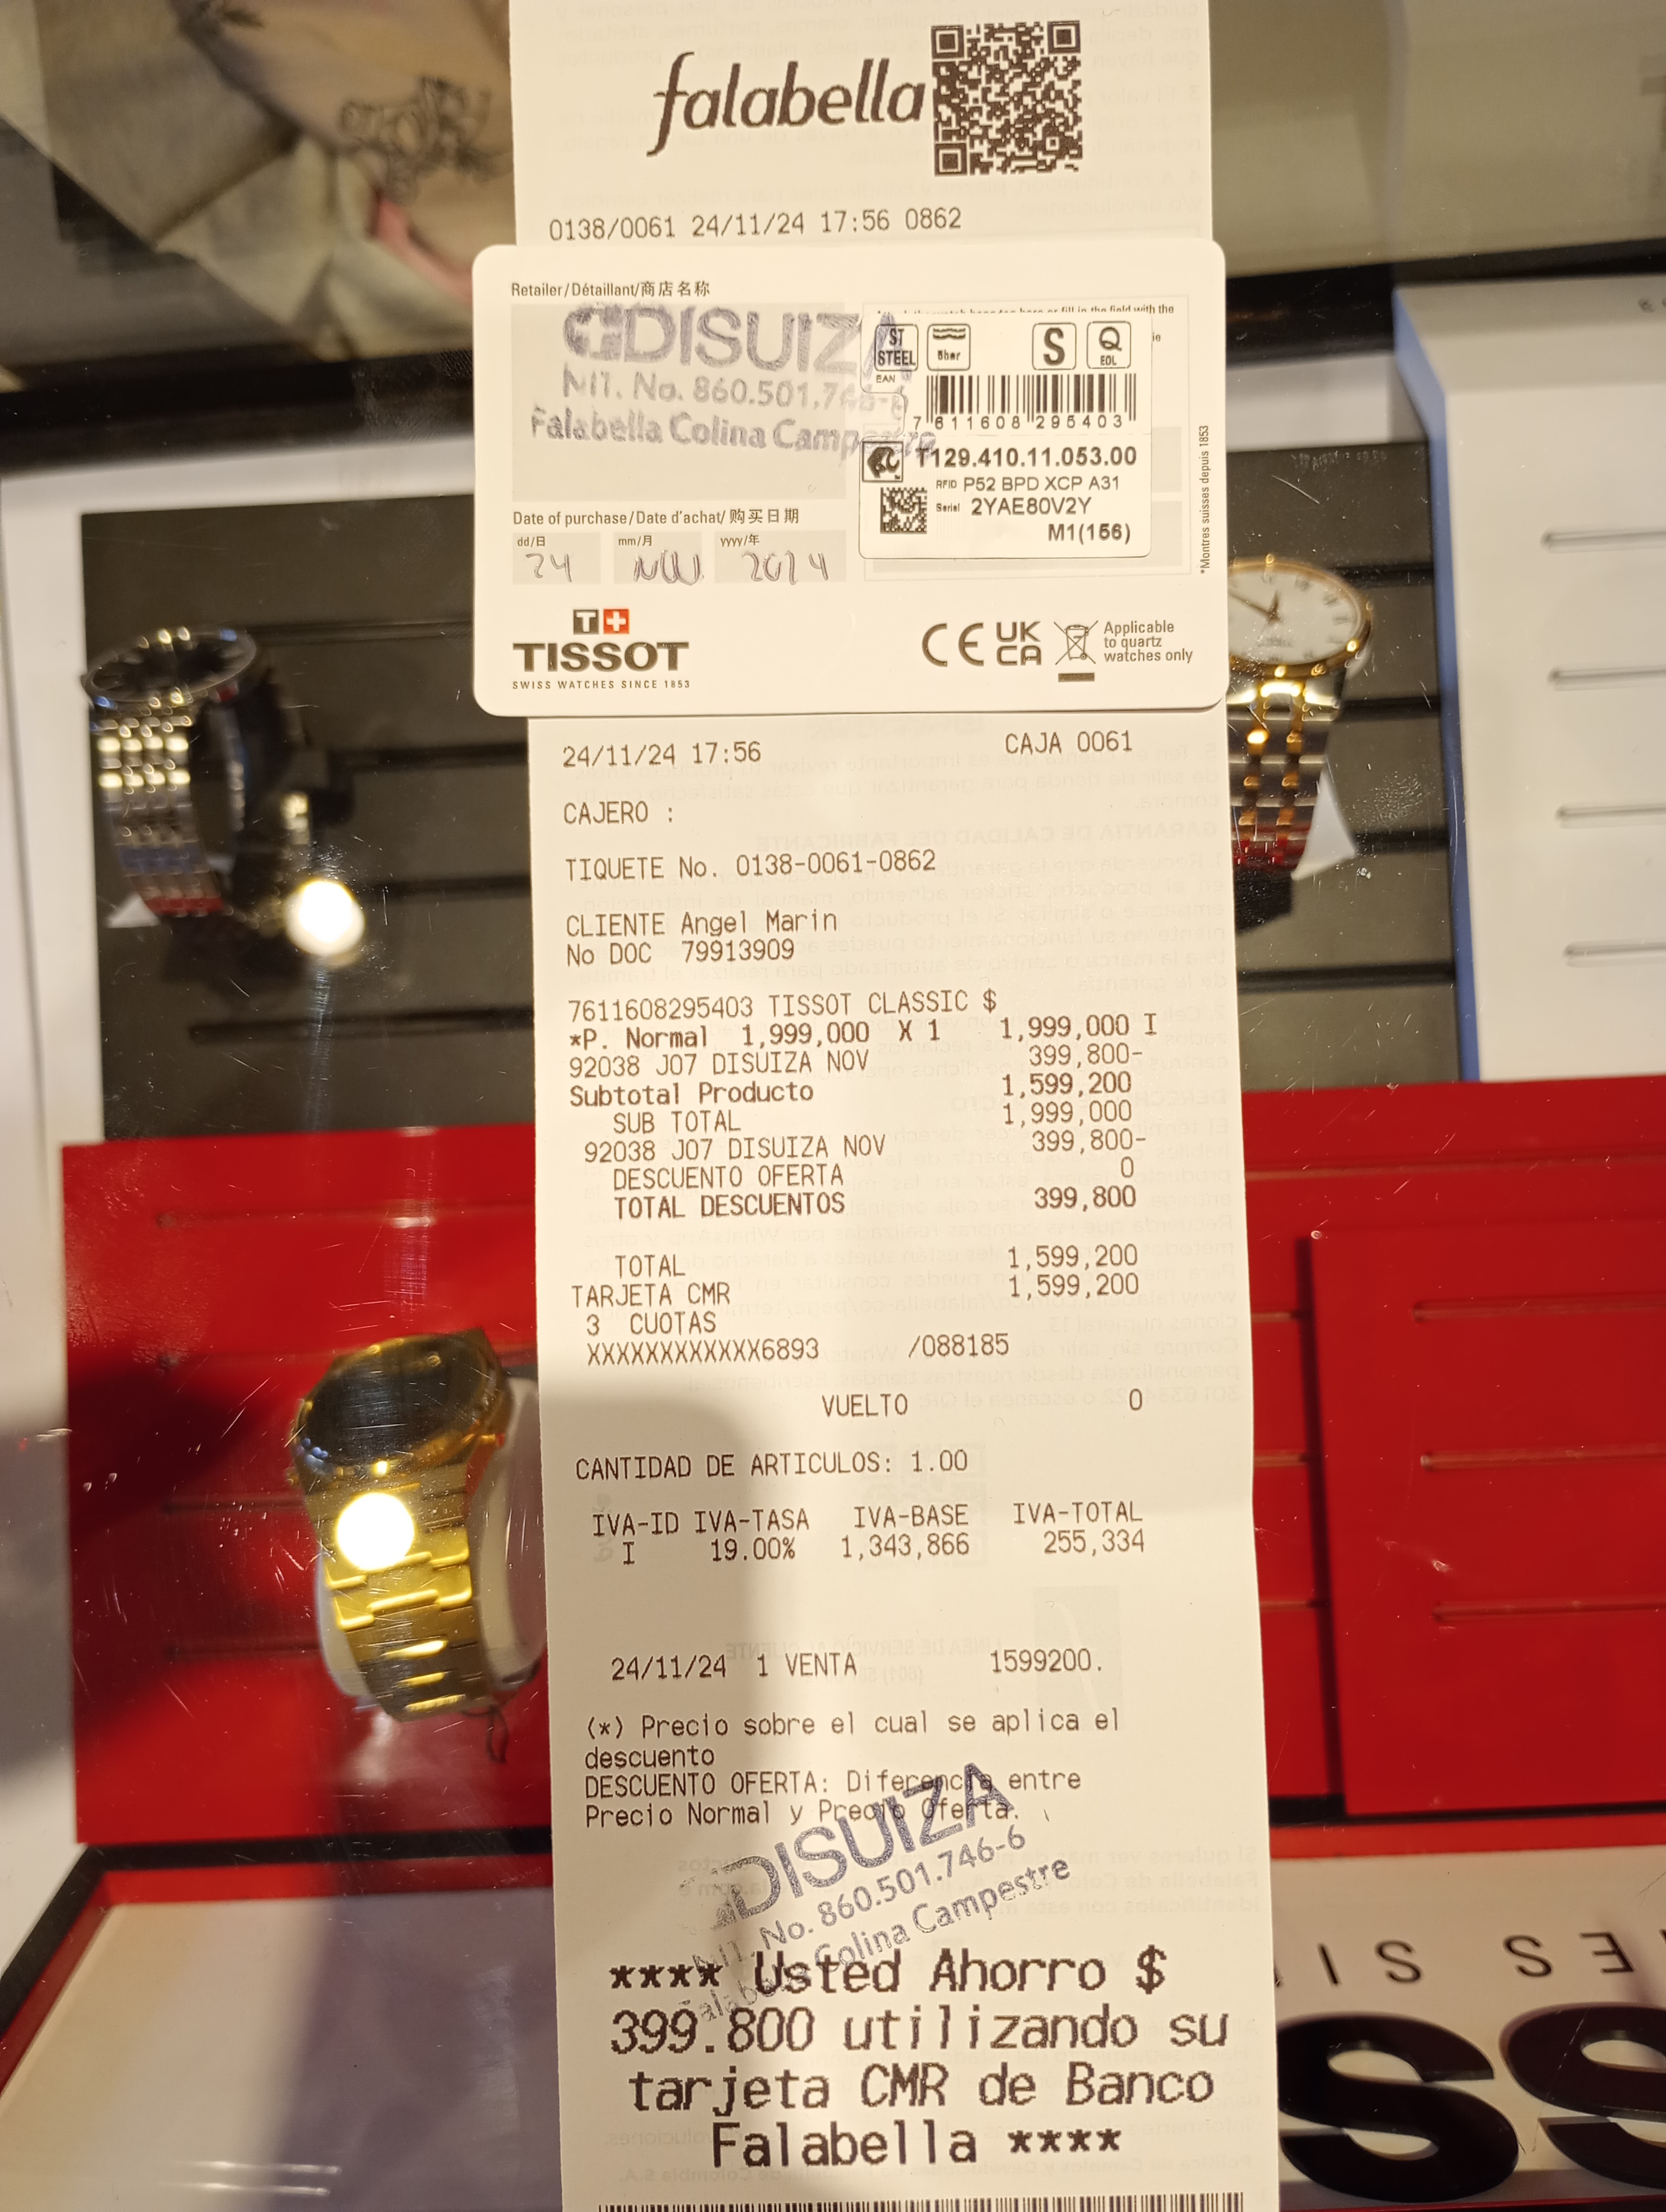 falabella
0138/0061 24/11/24 17:56 0862
Retailer/Détaillant/商店名称
DISUIZA
NIT. No. 860.501.746-6
Falabella Colina Campestre
ST STEEL
5bar
S
Q EOL
EAN
7 611608 295403
T129.410.11.053.00
RFID P52 BPD XCP A31
Serial 2YAE80V2Y
M1(156)
*Montres suisses depuis 1853
Date of purchase/Date d'achat/购买日期
dd/日 mm/月 yyyy/年
24 NOV 2024
T+
TISSOT
SWISS WATCHES SINCE 1853
CE UK CA
Applicable
to quartz
watches only
24/11/24 17:56 CAJA 0061
CAJERO :
TIQUETE No. 0138-0061-0862
CLIENTE Angel Marin
No DOC 79913909
7611608295403 TISSOT CLASSIC $
*P. Normal 1,999,000 X 1 1,999,000 I
92038 J07 DISUIZA NOV 399,800-
Subtotal Producto 1,599,200
SUB TOTAL 1,999,000
92038 J07 DISUIZA NOV 399,800-
DESCUENTO OFERTA 0
TOTAL DESCUENTOS 399,800
TOTAL 1,599,200
TARJETA CMR 1,599,200
3 CUOTAS
XXXXXXXXXXXX6893 /088185
VUELTO 0
CANTIDAD DE ARTICULOS: 1.00
IVA-ID IVA-TASA IVA-BASE IVA-TOTAL
I 19.00% 1,343,866 255,334
24/11/24 1 VENTA 1599200.
(*) Precio sobre el cual se aplica el
descuento
DESCUENTO OFERTA: Diferencia entre
Precio Normal y Precio Oferta.
DISUIZA
NIT. No. 860.501.746-6
Falabella Colina Campestre
**** Usted Ahorro $
399.800 utilizando su
tarjeta CMR de Banco
Falabella ****